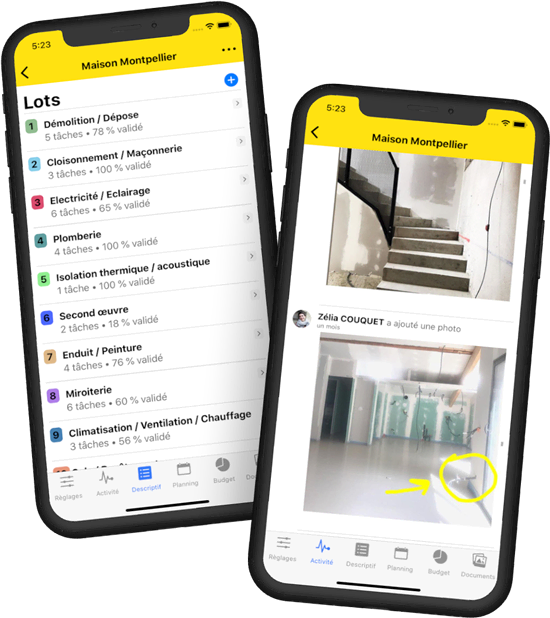 5:23
Maison Montpellier
Lots
1 Démolition / Dépose
5 tâches • 78 % validé
2 Cloisonnement / Maçonnerie
3 tâches • 100 % validé
3 Electricité / Eclairage
6 tâches • 65 % validé
4 Plomberie
4 tâches • 100 % validé
5 Isolation thermique / acoustique
1 tâche • 100 % validé
6 Second œuvre
2 tâches • 18 % validé
7 Enduit / Peinture
4 tâches • 76 % validé
8 Miroiterie
6 tâches • 60 % validé
9 Climatisation / Ventilation / Chauffage
3 tâches • 56 % validé
Réglages
Activité
Descriptif
Planning
Budget
5:23
Maison Montpellier
Zélia COUQUET a ajouté une photo
un mois
Réglages
Activité
Descriptif
Planning
Budget
Documents